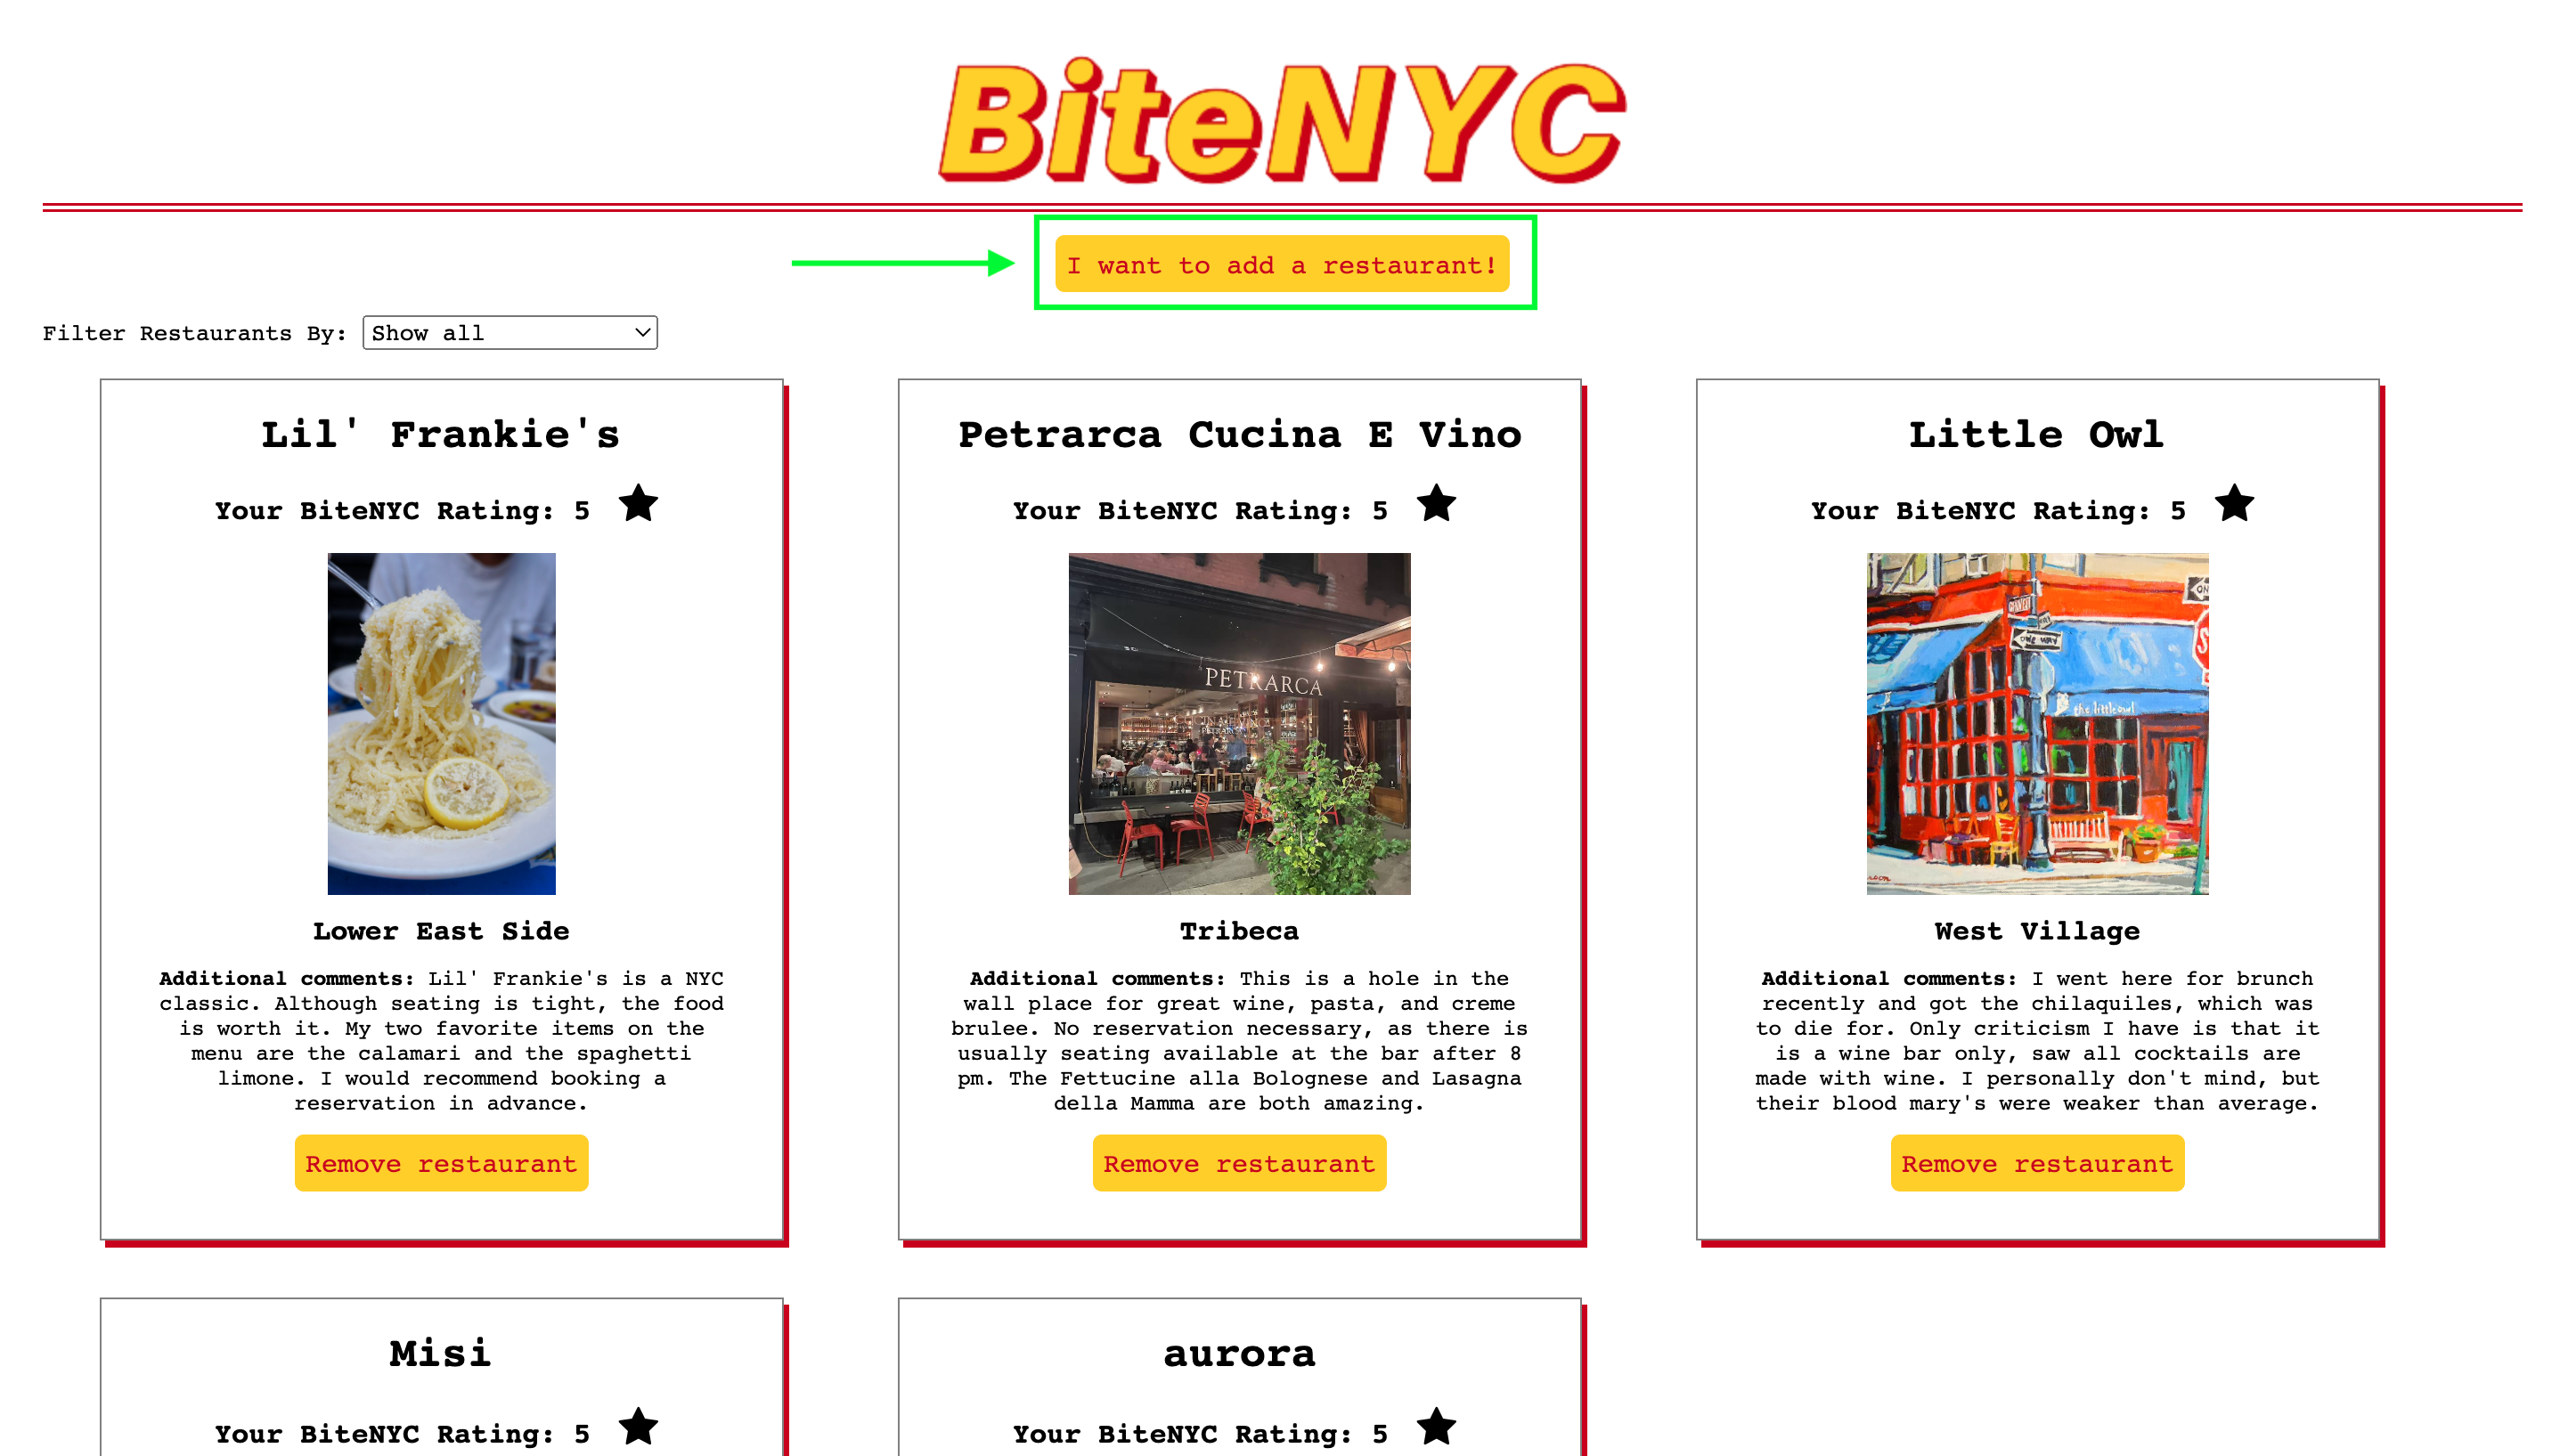 BiteNYC
I want to add a restaurant!
Filter Restaurants By: Show all
Lil' Frankie's
Your BiteNYC Rating: 5
Lower East Side
Additional comments: Lil' Frankie's is a NYC
classic. Although seating is tight, the food
is worth it. My two favorite items on the
menu are the calamari and the spaghetti
limone. I would recommend booking a
reservation in advance.
Remove restaurant
Petrarca Cucina E Vino
Your BiteNYC Rating: 5
PETRARCA
Tribeca
Additional comments: This is a hole in the
wall place for great wine, pasta, and creme
brulee. No reservation necessary, as there is
usually seating available at the bar after 8
pm. The Fettucine alla Bolognese and Lasagna
della Mamma are both amazing.
Remove restaurant
Little Owl
Your BiteNYC Rating: 5
ONE WAY
the little owl
West Village
Additional comments: I went here for brunch
recently and got the chilaquiles, which was
to die for. Only criticism I have is that it
is a wine bar only, saw all cocktails are
made with wine. I personally don't mind, but
their blood mary's were weaker than average.
Remove restaurant
Misi
Your BiteNYC Rating: 5
aurora
Your BiteNYC Rating: 5